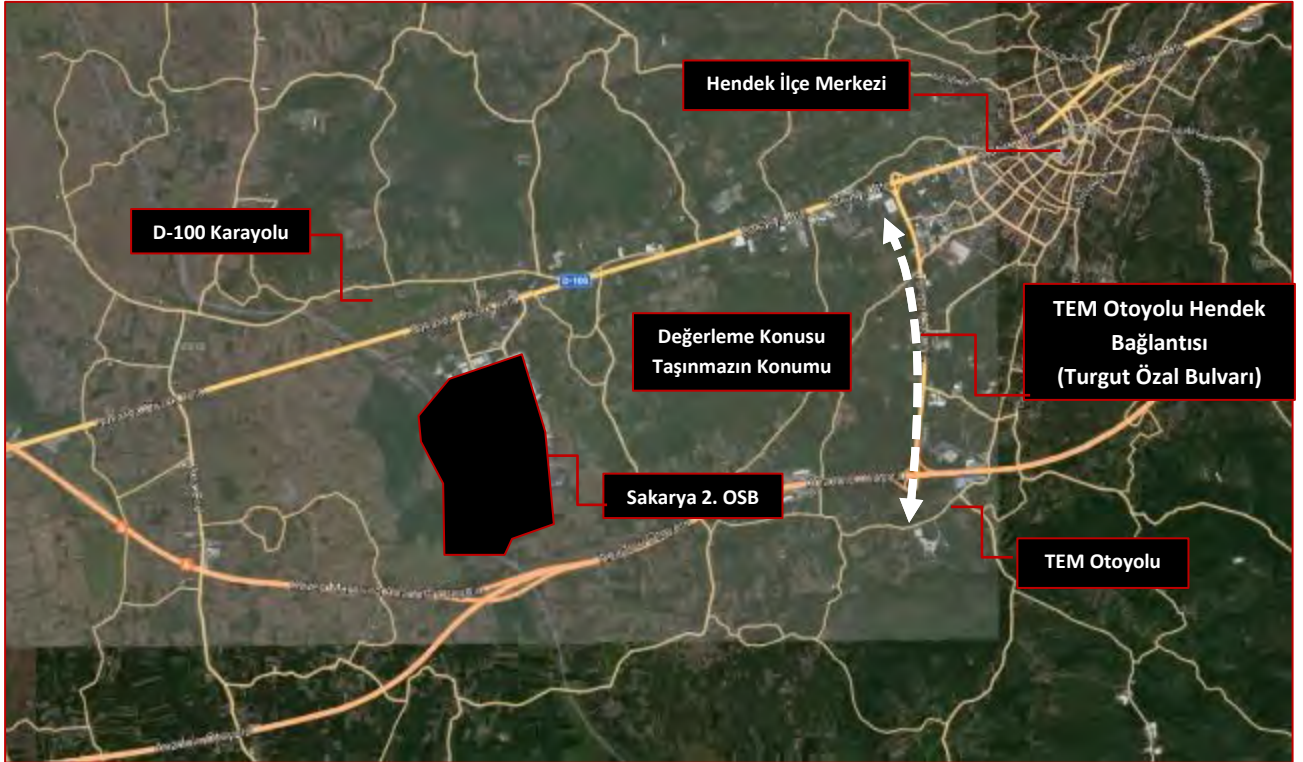 Hendek İlçe Merkezi
D-100 Karayolu
D-100
Değerleme Konusu
Taşınmazın Konumu
TEM Otoyolu Hendek
Bağlantısı
(Turgut Özal Bulvarı)
Sakarya 2. OSB
TEM Otoyolu